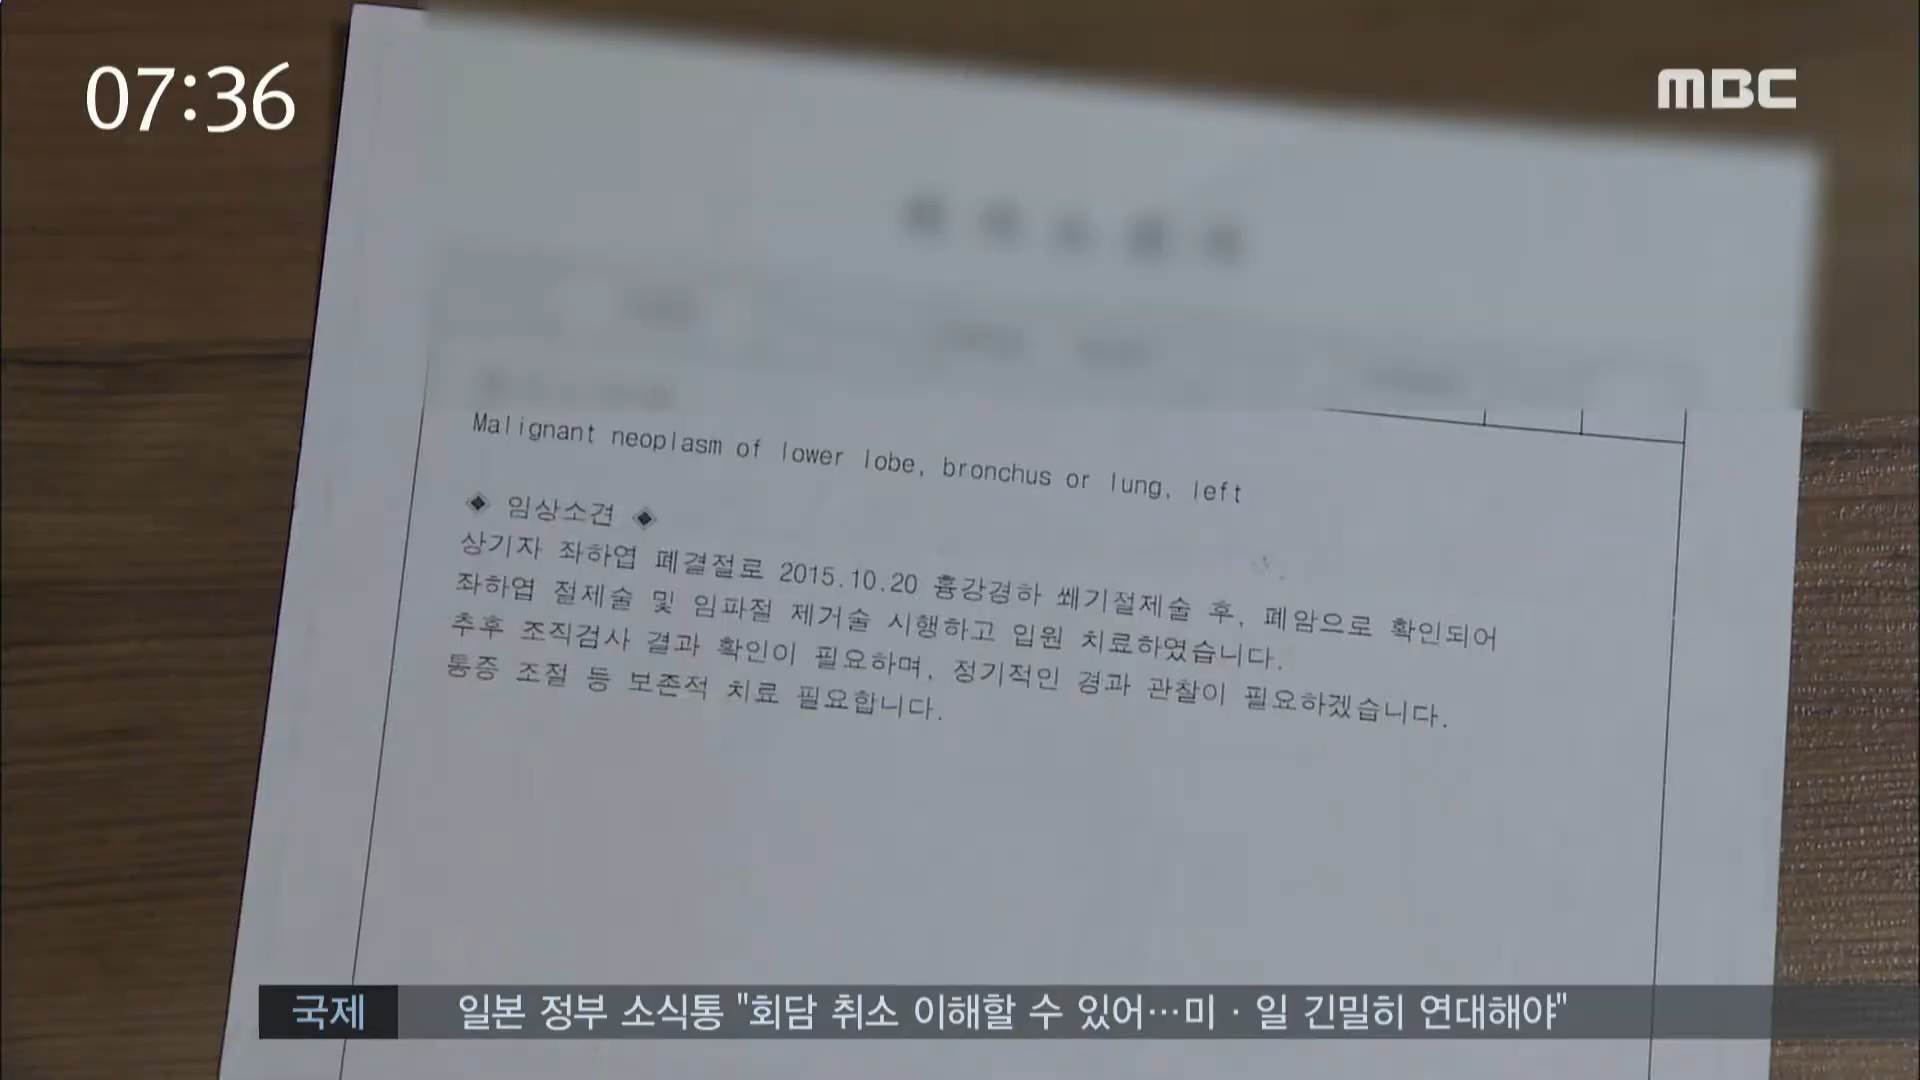 07:36
MBC
Malignant neoplasm of lower lobe, bronchus or lung, left
◈ 임상소견 ◈
상기자 좌하엽 폐결절로 2015.10.20 흉강경하 쐐기절제술 후, 폐암으로 확인되어
좌하엽 절제술 및 임파절 제거술 시행하고 입원 치료하였습니다.
추후 조직검사 결과 확인이 필요하며, 정기적인 경과 관찰이 필요하겠습니다.
통증 조절 등 보존적 치료 필요합니다.
국제 일본 정부 소식통 "회담 취소 이해할 수 있어…미·일 긴밀히 연대해야"